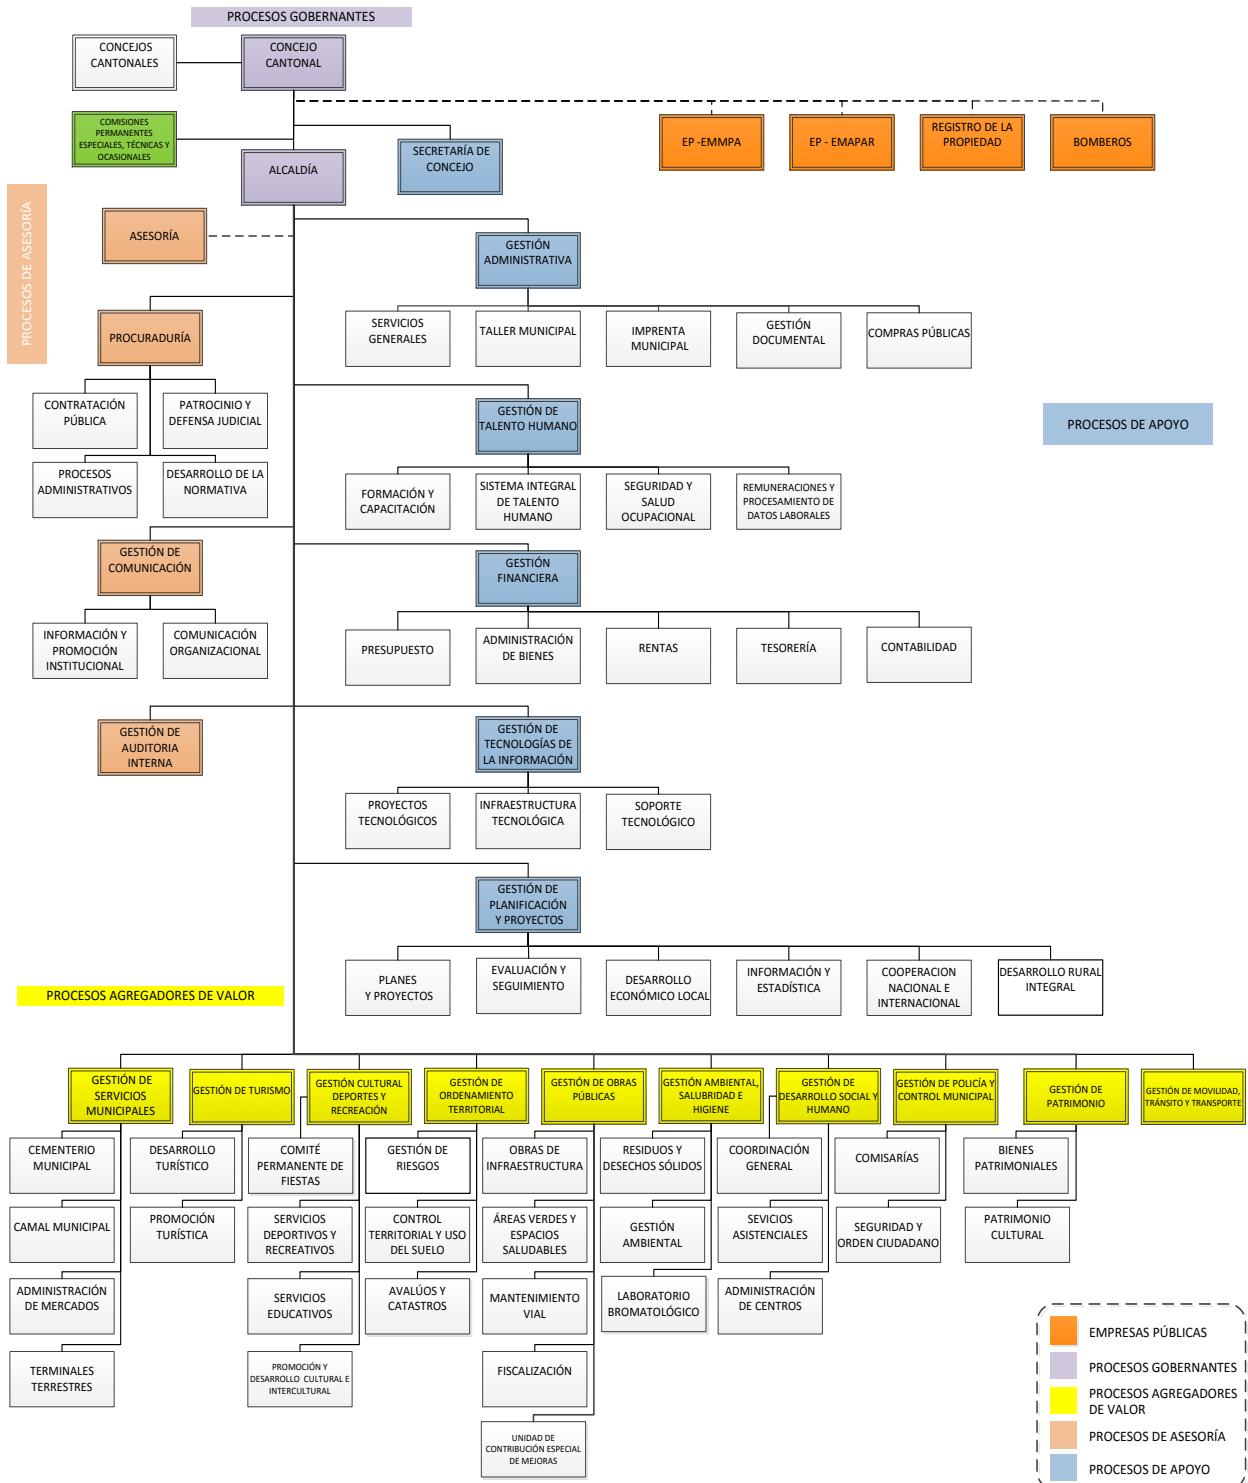 PROCESOS GOBERNANTES
CONCEJOS
CANTONALES
CONCEJO
CANTONAL
COMISIONES
PERMANENTES
ESPECIALES, TÉCNICAS Y
OCASIONALES
SECRETARÍA DE
CONCEJO
ALCALDÍA
EP -EMMPA
EP - EMAPAR
REGISTRO DE LA
PROPIEDAD
BOMBEROS
PROCESOS DE ASESORÍA
ASESORÍA
GESTIÓN
ADMINISTRATIVA
SERVICIOS
GENERALES
TALLER MUNICIPAL
IMPRENTA
MUNICIPAL
GESTIÓN
DOCUMENTAL
COMPRAS PÚBLICAS
PROCURADURÍA
CONTRATACIÓN
PÚBLICA
PATROCINIO Y
DEFENSA JUDICIAL
PROCESOS
ADMINISTRATIVOS
DESARROLLO DE LA
NORMATIVA
GESTIÓN DE
TALENTO HUMANO
PROCESOS DE APOYO
FORMACIÓN Y
CAPACITACIÓN
SISTEMA INTEGRAL
DE TALENTO
HUMANO
SEGURIDAD Y
SALUD
OCUPACIONAL
REMUNERACIONES Y
PROCESAMIENTO DE
DATOS LABORALES
GESTIÓN DE
COMUNICACIÓN
INFORMACIÓN Y
PROMOCIÓN
INSTITUCIONAL
COMUNICACIÓN
ORGANIZACIONAL
GESTIÓN
FINANCIERA
PRESUPUESTO
ADMINISTRACIÓN
DE BIENES
RENTAS
TESORERÍA
CONTABILIDAD
GESTIÓN DE
AUDITORIA
INTERNA
GESTIÓN DE
TECNOLOGÍAS DE
LA INFORMACIÓN
PROYECTOS
TECNOLÓGICOS
INFRAESTRUCTURA
TECNOLÓGICA
SOPORTE
TECNOLÓGICO
GESTIÓN DE
PLANIFICACIÓN
Y PROYECTOS
PLANES
Y PROYECTOS
EVALUACIÓN Y
SEGUIMIENTO
DESARROLLO
ECONÓMICO LOCAL
INFORMACIÓN Y
ESTADÍSTICA
COOPERACION
NACIONAL E
INTERNACIONAL
DESARROLLO RURAL
INTEGRAL
PROCESOS AGREGADORES DE VALOR
GESTIÓN DE
SERVICIOS
MUNICIPALES
GESTIÓN DE TURISMO
GESTIÓN CULTURAL
DEPORTES Y
RECREACIÓN
GESTIÓN DE
ORDENAMIENTO
TERRITORIAL
GESTIÓN DE OBRAS
PÚBLICAS
GESTIÓN AMBIENTAL,
SALUBRIDAD E
HIGIENE
GESTIÓN DE
DESARROLLO SOCIAL Y
HUMANO
GESTIÓN DE POLICÍA Y
CONTROL MUNICIPAL
GESTIÓN DE
PATRIMONIO
GESTIÓN DE MOVILIDAD,
TRÁNSITO Y TRANSPORTE
CEMENTERIO
MUNICIPAL
DESARROLLO
TURÍSTICO
COMITÉ
PERMANENTE DE
FIESTAS
GESTIÓN DE
RIESGOS
OBRAS DE
INFRAESTRUCTURA
RESIDUOS Y
DESECHOS SÓLIDOS
COORDINACIÓN
GENERAL
COMISARÍAS
BIENES
PATRIMONIALES
CAMAL MUNICIPAL
PROMOCIÓN
TURÍSTICA
SERVICIOS
DEPORTIVOS Y
RECREATIVOS
CONTROL
TERRITORIAL Y USO
DEL SUELO
ÁREAS VERDES Y
ESPACIOS
SALUDABLES
GESTIÓN
AMBIENTAL
SEVICIOS
ASISTENCIALES
SEGURIDAD Y
ORDEN CIUDADANO
PATRIMONIO
CULTURAL
ADMINISTRACIÓN
DE MERCADOS
SERVICIOS
EDUCATIVOS
AVALÚOS Y
CATASTROS
MANTENIMIENTO
VIAL
LABORATORIO
BROMATOLÓGICO
ADMINISTRACIÓN
DE CENTROS
TERMINALES
TERRESTRES
PROMOCIÓN Y
DESARROLLO CULTURAL E
INTERCULTURAL
FISCALIZACIÓN
UNIDAD DE
CONTRIBUCIÓN ESPECIAL
DE MEJORAS
EMPRESAS PÚBLICAS
PROCESOS GOBERNANTES
PROCESOS AGREGADORES
DE VALOR
PROCESOS DE ASESORÍA
PROCESOS DE APOYO